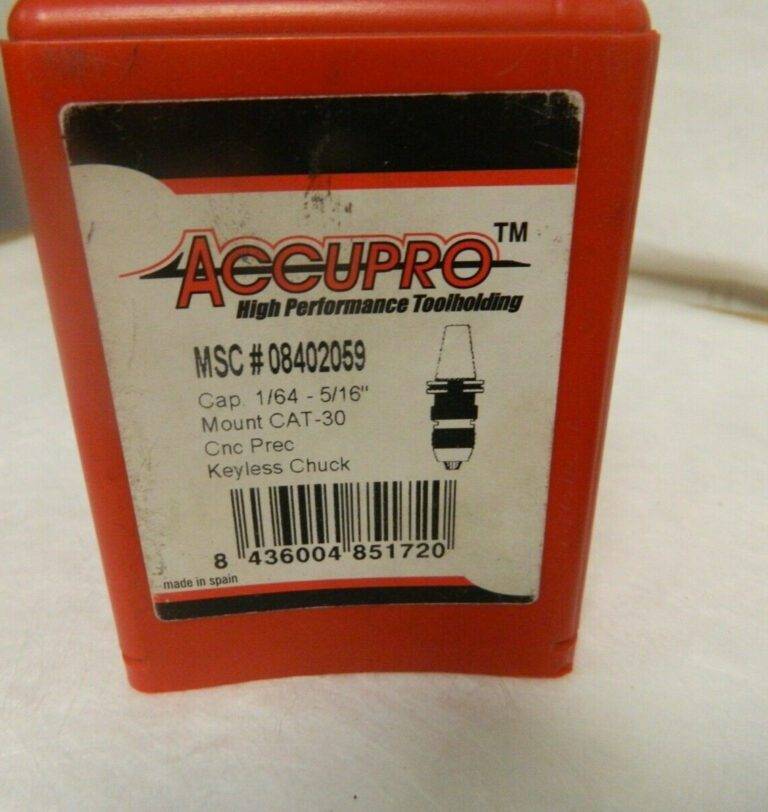 ACCUPRO™
High Performance Toolholding
MSC # 08402059
Cap 1/64 - 5/16"
Mount CAT-30
Cnc Prec
Keyless Chuck
8 436004 851720
made in spain